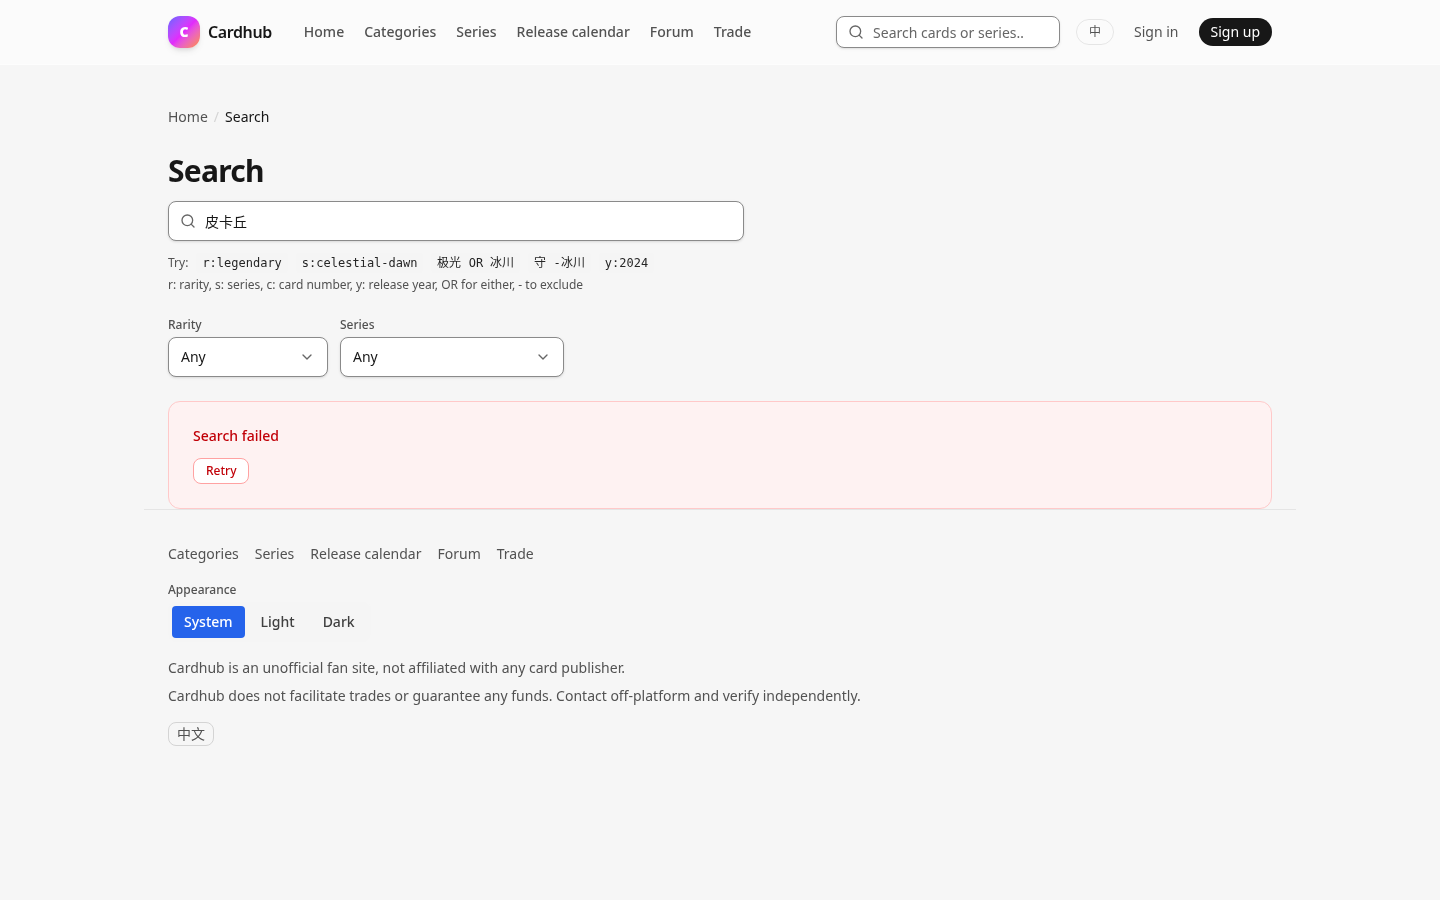 C Cardhub Home Categories Series Release calendar Forum Trade Search cards or series.. 中 Sign in Sign up
Home / Search
Search
皮卡丘
Try: r:legendary s:celestial-dawn 极光 OR 冰川 守 -冰川 y:2024
r: rarity, s: series, c: card number, y: release year, OR for either, - to exclude
Rarity Series
Any Any
Search failed
Retry
Categories Series Release calendar Forum Trade
Appearance
System Light Dark
Cardhub is an unofficial fan site, not affiliated with any card publisher.
Cardhub does not facilitate trades or guarantee any funds. Contact off-platform and verify independently.
中文